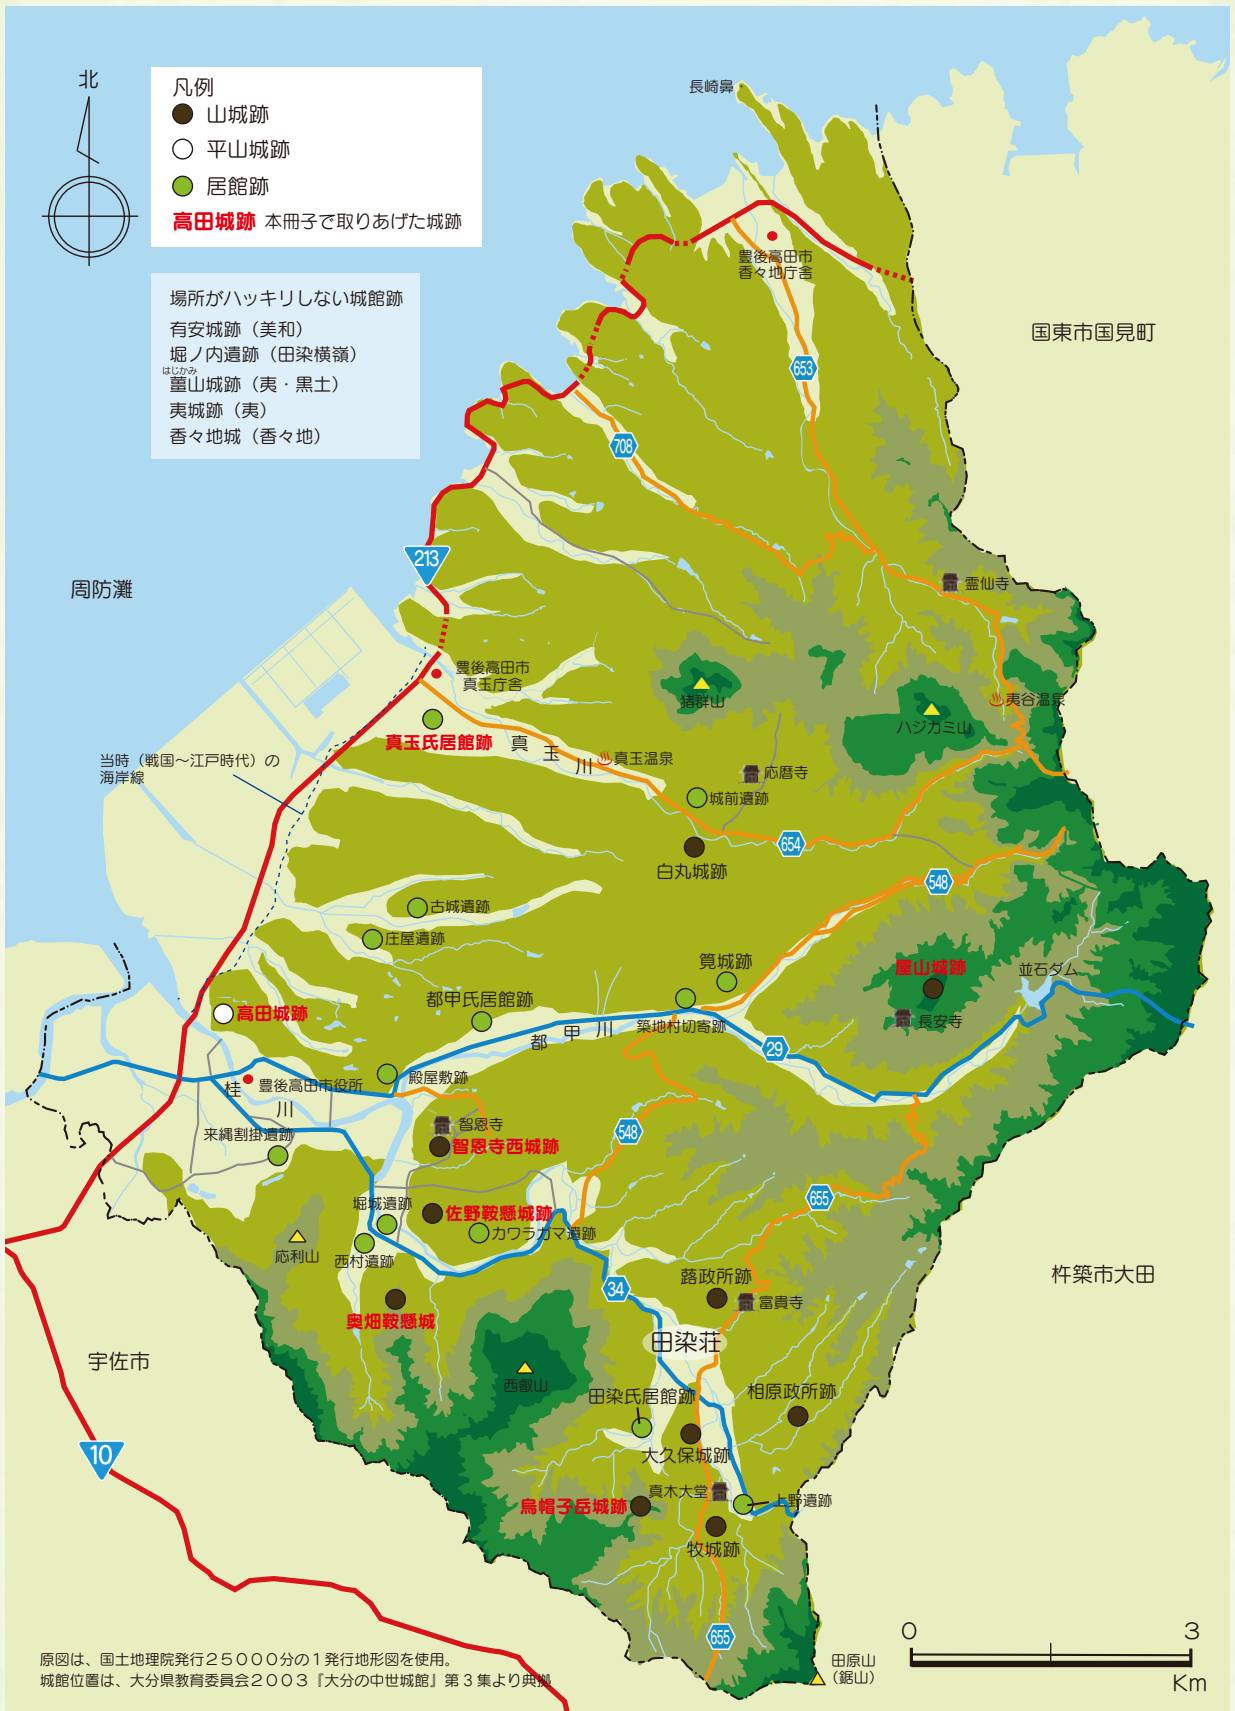 北
凡例
山城跡
平山城跡
居館跡
高田城跡 本冊子で取りあげた城跡
場所がハッキリしない城館跡
有安城跡（美和）
堀ノ内遺跡（田染横嶺）
はじかみ
薑山城跡（夷・黒土）
夷城跡（夷）
香々地城（香々地）
長崎鼻
豊後高田市
香々地庁舎
国東市国見町
653
708
213
周防灘
霊仙寺
豊後高田市
真玉庁舎
猪群山
夷谷温泉
ハジカミ山
真玉氏居館跡
真玉川
真玉温泉
応暦寺
城前遺跡
当時（戦国～江戸時代）の
海岸線
654
白丸城跡
548
古城遺跡
庄屋遺跡
筧城跡
屋山城跡
並石ダム
都甲氏居館跡
高田城跡
築地村切寄跡
長安寺
都甲川
29
殿屋敷跡
豊後高田市役所
桂川
智恩寺
548
来縄割掛遺跡
智恩寺西城跡
655
堀城遺跡
佐野鞍懸城跡
カワラガマ遺跡
応利山
西村遺跡
杵築市大田
34
蕗政所跡
富貴寺
奥畑鞍懸城
田染荘
宇佐市
西叡山
田染氏居館跡
相原政所跡
大久保城跡
10
真木大堂
烏帽子岳城跡
上野遺跡
牧城跡
655
0
3
Km
田原山
（鋸山）
原図は、国土地理院発行２５０００分の１発行地形図を使用。
城館位置は、大分県教育委員会２００３『大分の中世城館』第３集より典拠